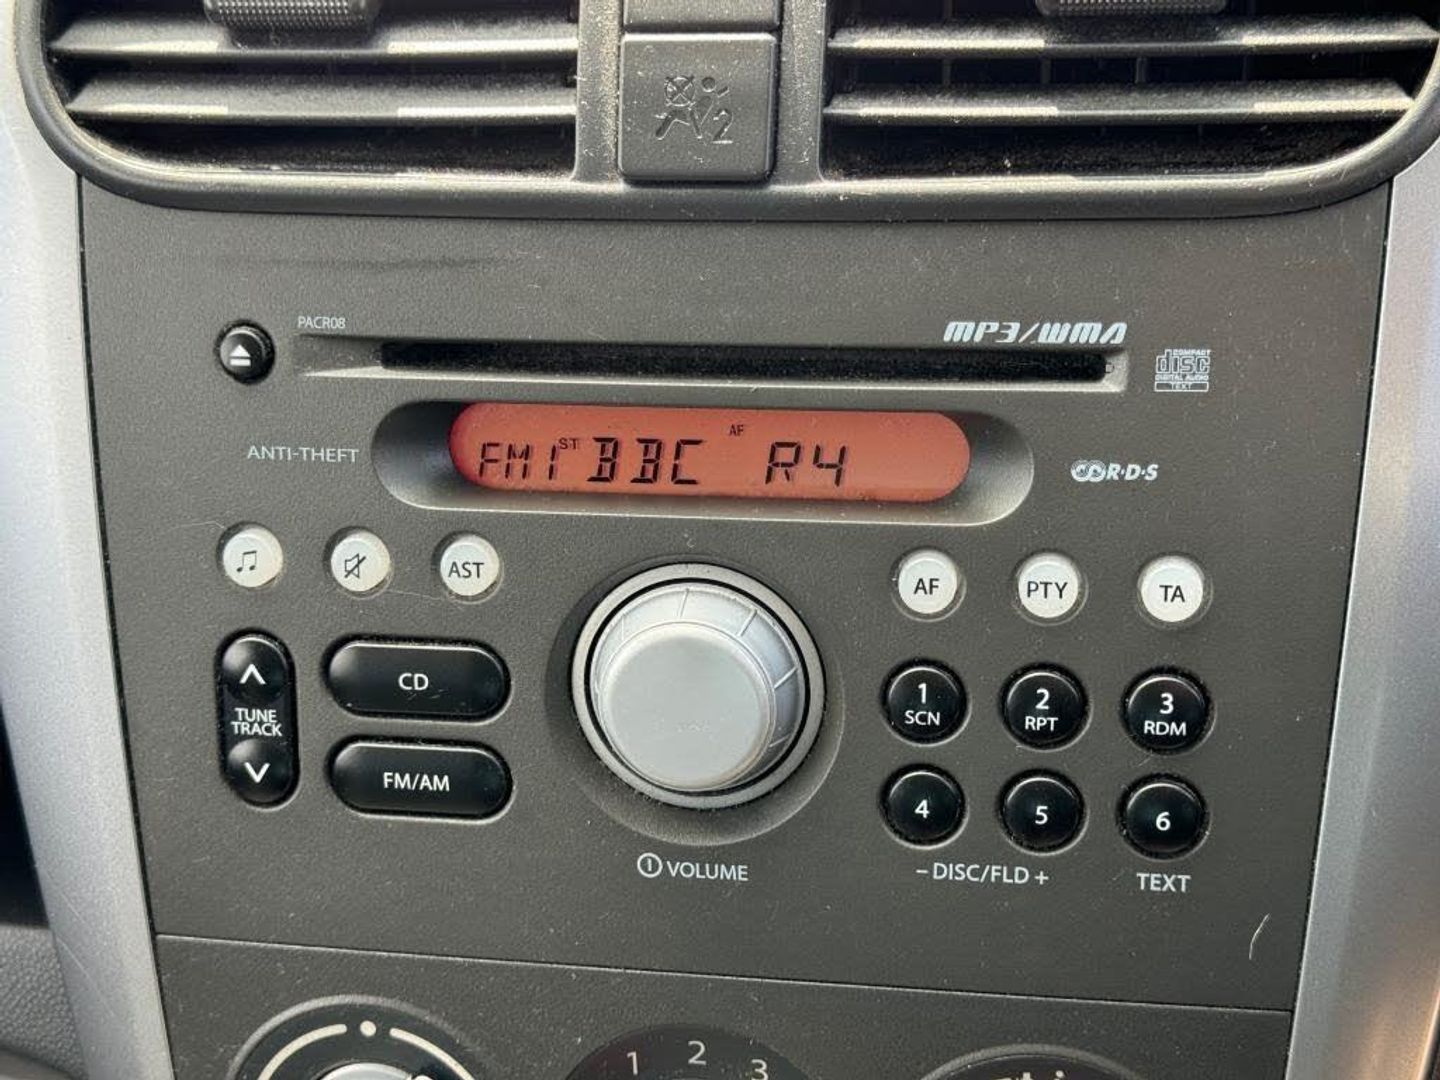 2
PACR08
MP3/WMA
COMPACT
disc
DIGITAL AUDIO
TEXT
ANTI-THEFT
FM1 ST BBC AF R4
R·D·S
AST
AF
PTY
TA
TUNE
TRACK
CD
FM/AM
1
SCN
2
RPT
3
RDM
4
5
6
VOLUME
– DISC/FLD +
TEXT
1 2 3